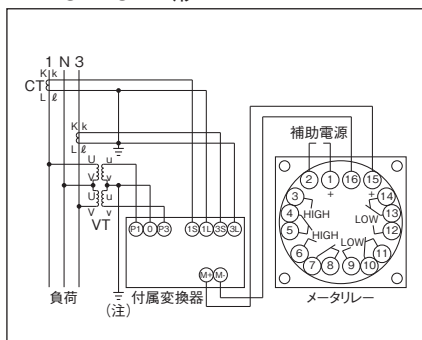 1 N 3
K k
CT
L ℓ
K k
L ℓ
U u
V v
U u
V v
VT
P1 0 P3 1S 1L 3S 3L
M+ M-
負荷
(注)
付属変換器
補助電源
2 1 16 15
+ +
3 14
4 HIGH 13
LOW
5 12
HIGH
6 LOW 11
7 8 9 10
メータリレー